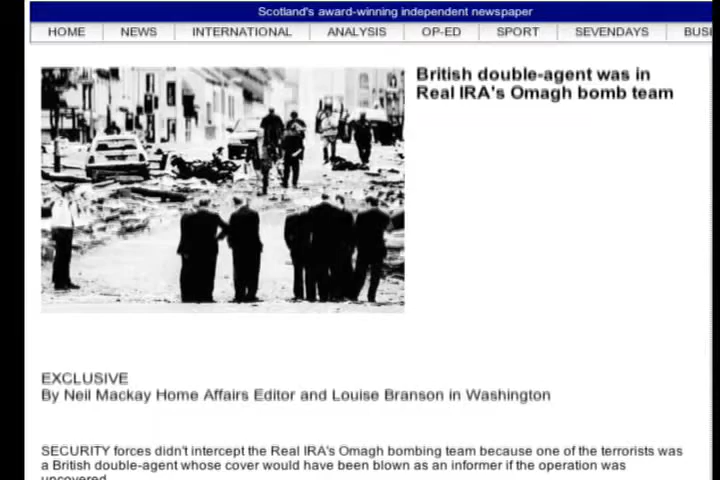 Scotland's award-winning independent newspaper
HOME NEWS INTERNATIONAL ANALYSIS OP-ED SPORT SEVENDAYS BUSI
British double-agent was in
Real IRA's Omagh bomb team
EXCLUSIVE
By Neil Mackay Home Affairs Editor and Louise Branson in Washington
SECURITY forces didn't intercept the Real IRA's Omagh bombing team because one of the terrorists was
a British double-agent whose cover would have been blown as an informer if the operation was
uncovered